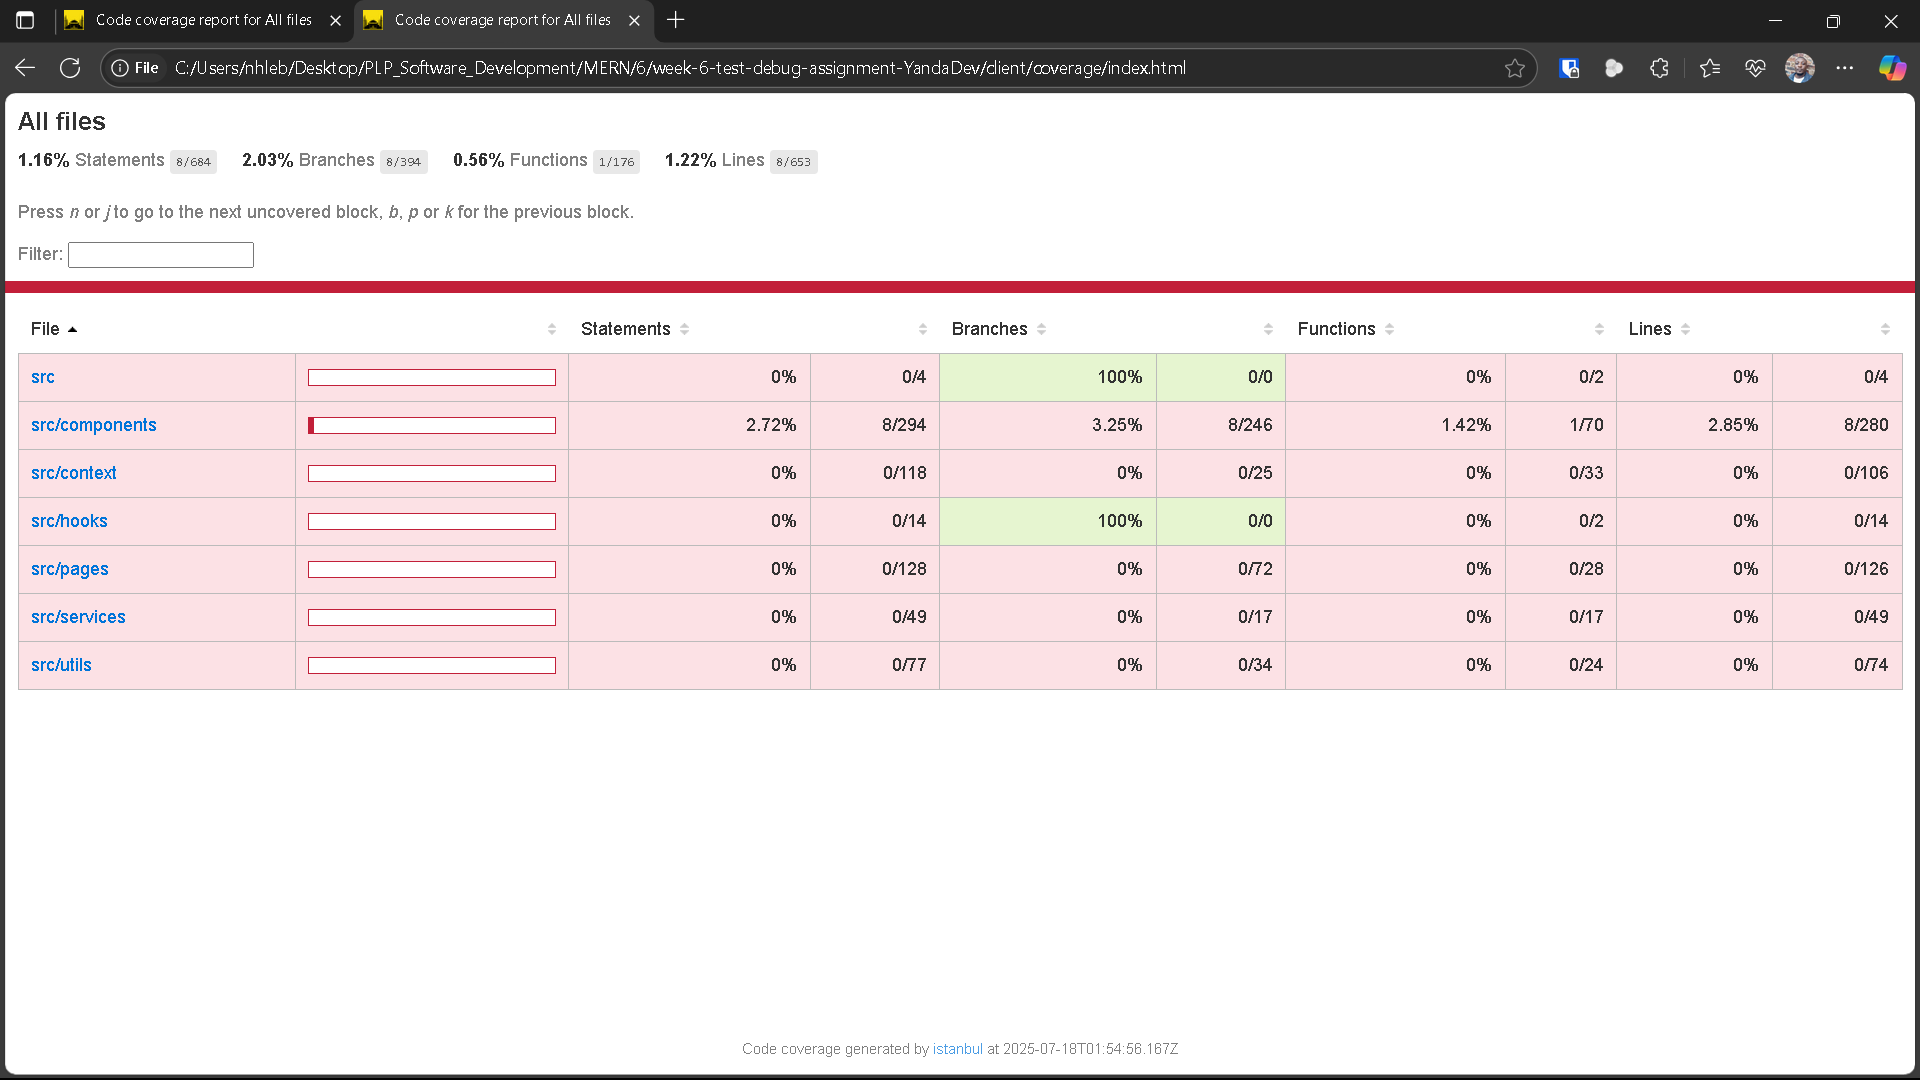 Code coverage report for All files
Code coverage report for All files
File C:/Users/nhleb/Desktop/PLP_Software_Development/MERN/6/week-6-test-debug-assignment-YandaDev/client/coverage/index.html
All files
1.16% Statements 8/684 2.03% Branches 8/394 0.56% Functions 1/176 1.22% Lines 8/653
Press n or j to go to the next uncovered block, b, p or k for the previous block.
Filter:
File Statements Branches Functions Lines
src 0% 0/4 100% 0/0 0% 0/2 0% 0/4
src/components 2.72% 8/294 3.25% 8/246 1.42% 1/70 2.85% 8/280
src/context 0% 0/118 0% 0/25 0% 0/33 0% 0/106
src/hooks 0% 0/14 100% 0/0 0% 0/2 0% 0/14
src/pages 0% 0/128 0% 0/72 0% 0/28 0% 0/126
src/services 0% 0/49 0% 0/17 0% 0/17 0% 0/49
src/utils 0% 0/77 0% 0/34 0% 0/24 0% 0/74
Code coverage generated by istanbul at 2025-07-18T01:54:56.167Z